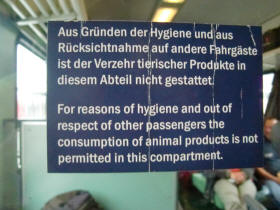 Aus Gründen der Hygiene und aus
Rücksichtnahme auf andere Fahrgäste
ist der Verzehr tierischer Produkte in
diesem Abteil nicht gestattet.
For reasons of hygiene and out of
respect of other passengers the
consumption of animal products is not
permitted in this compartment.